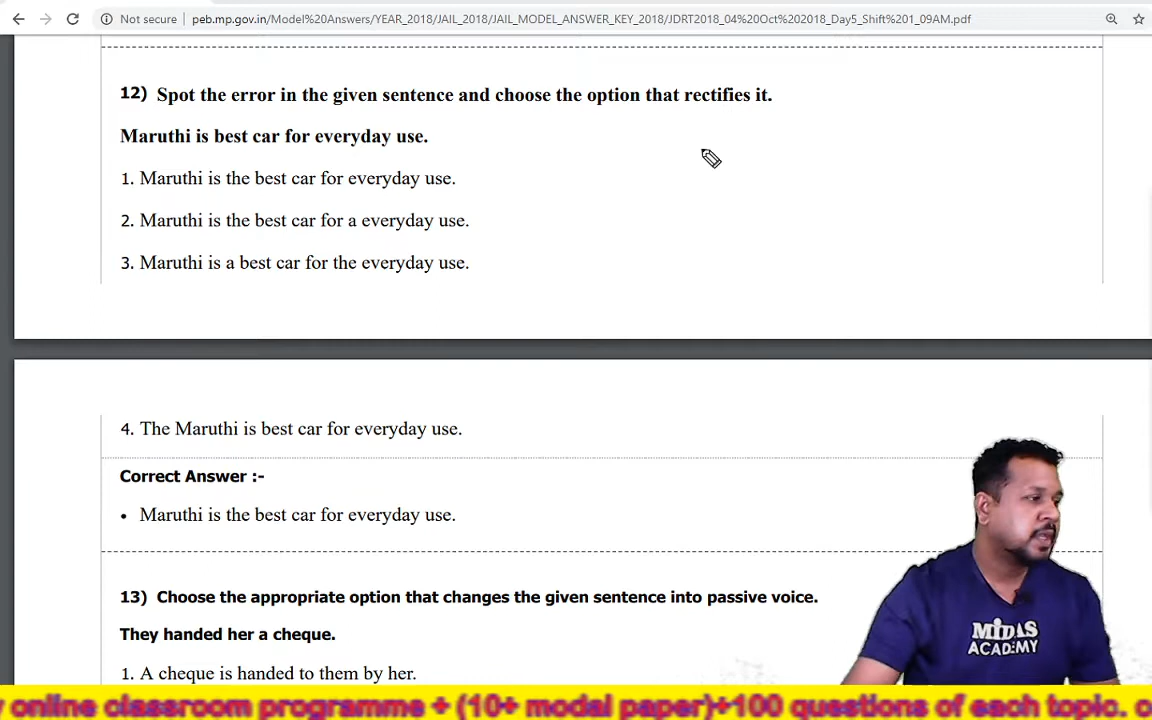 Not secure | peb.mp.gov.in/Model%20Answers/YEAR_2018/JAIL_2018/JAIL_MODEL_ANSWER_KEY_2018/JDRT2018_04%20Oct%202018_Day5_Shift%201_09AM.pdf
12) Spot the error in the given sentence and choose the option that rectifies it.
Maruthi is best car for everyday use.
1. Maruthi is the best car for everyday use.
2. Maruthi is the best car for a everyday use.
3. Maruthi is a best car for the everyday use.
4. The Maruthi is best car for everyday use.
Correct Answer :-
• Maruthi is the best car for everyday use.
13) Choose the appropriate option that changes the given sentence into passive voice.
They handed her a cheque.
1. A cheque is handed to them by her.
MIDAS
ACADEMY
online classroom programme + (10+ modal paper)+100 questions of each topic.